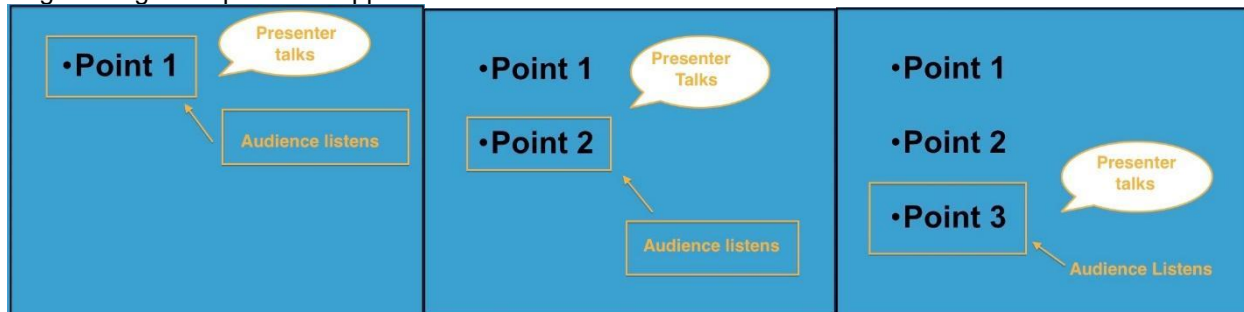 •Point 1
Presenter
talks
Audience listens
•Point 1
Presenter
Talks
•Point 2
Audience listens
•Point 1
•Point 2
Presenter
talks
•Point 3
Audience Listens